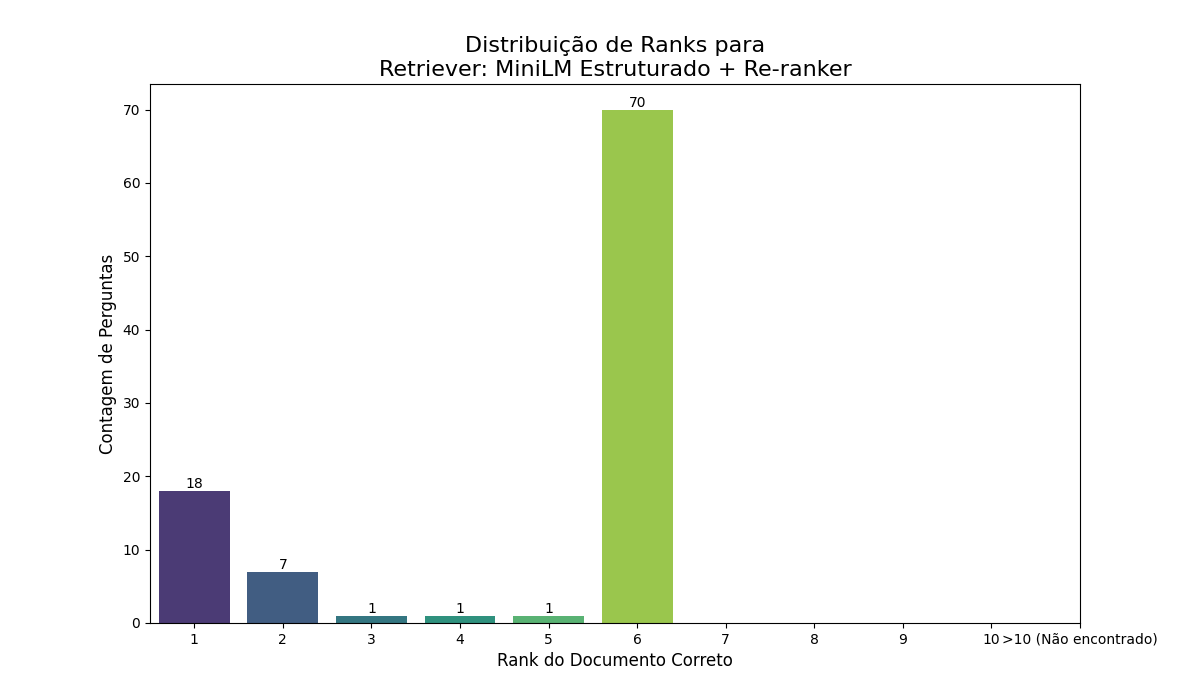 Distribuição de Ranks para
Retriever: MiniLM Estruturado + Re-ranker
Contagem de Perguntas
70
60
50
40
30
20
10
0
18
7
1
1
1
70
1 2 3 4 5 6 7 8 9 10 >10 (Não encontrado)
Rank do Documento Correto